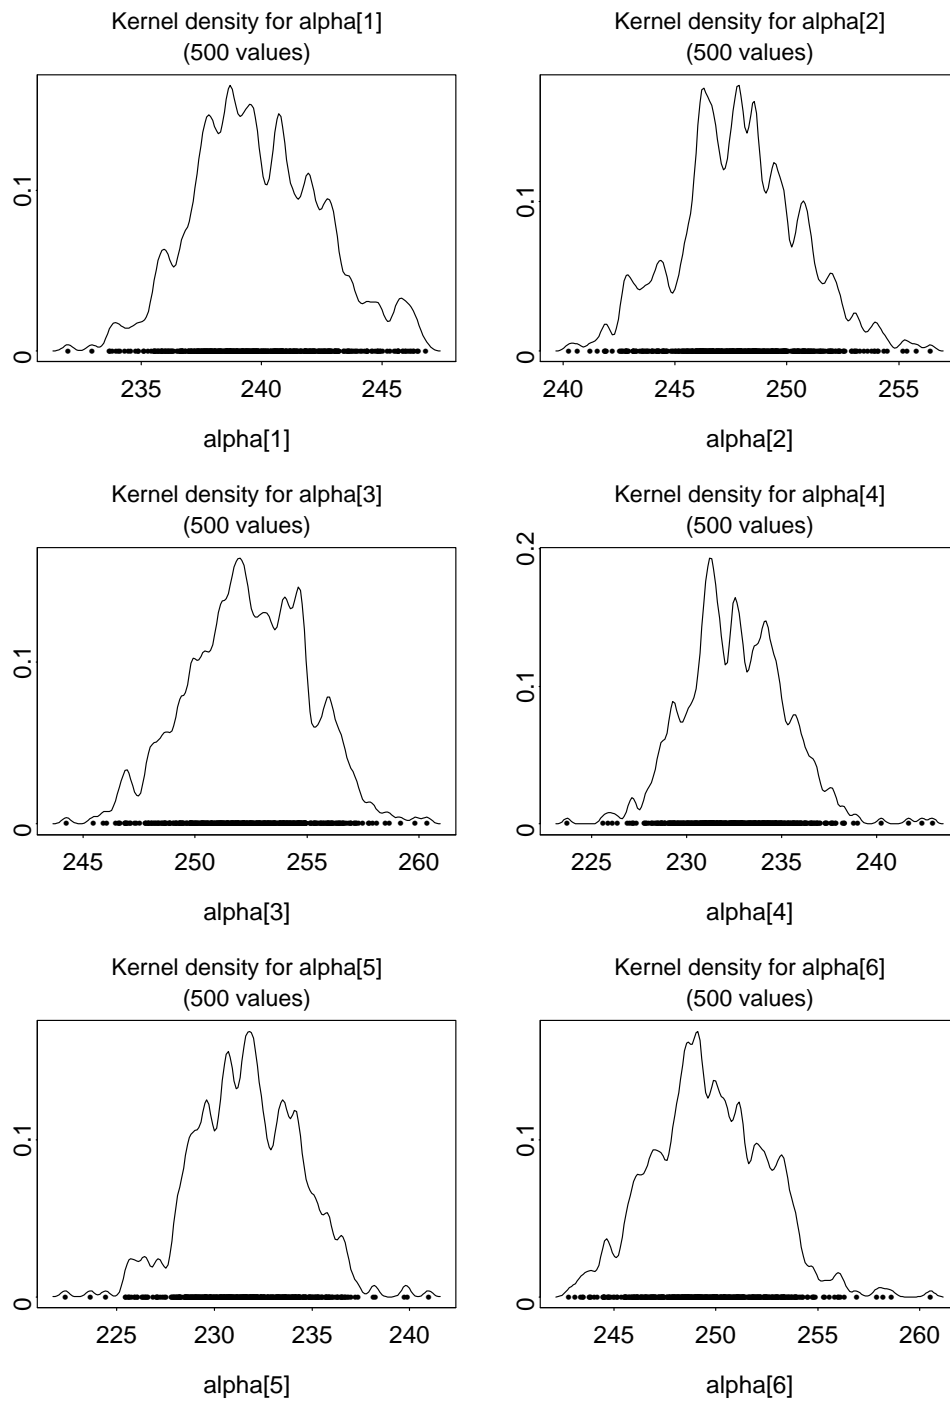 Kernel density for alpha[1]
(500 values)
0.1
0
235 240 245
alpha[1]
Kernel density for alpha[2]
(500 values)
0.1
0
240 245 250 255
alpha[2]
Kernel density for alpha[3]
(500 values)
0.1
0
245 250 255 260
alpha[3]
Kernel density for alpha[4]
(500 values)
0.2
0.1
0
225 230 235 240
alpha[4]
Kernel density for alpha[5]
(500 values)
0.1
0
225 230 235 240
alpha[5]
Kernel density for alpha[6]
(500 values)
0.1
0
245 250 255 260
alpha[6]